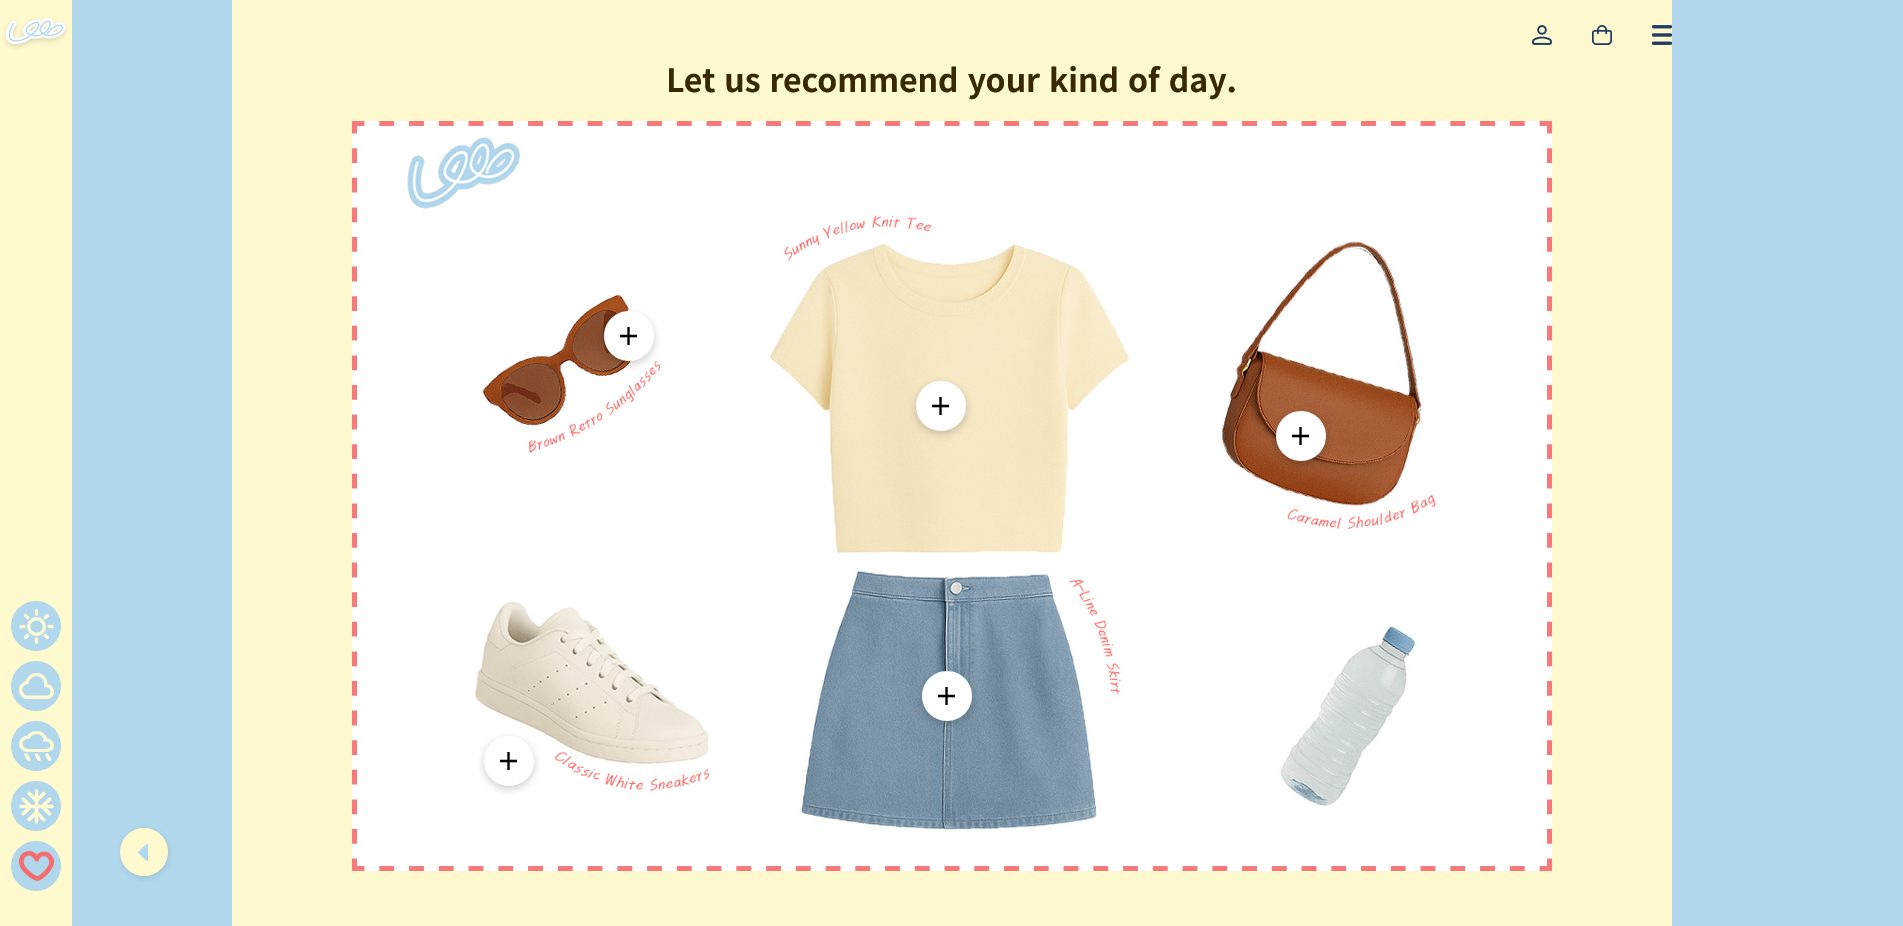 Let us recommend your kind of day.
Sunny Yellow Knit Tee
Brown Retro Sunglasses
Caramel Shoulder Bag
A-Line Denim Skirt
Classic White Sneakers